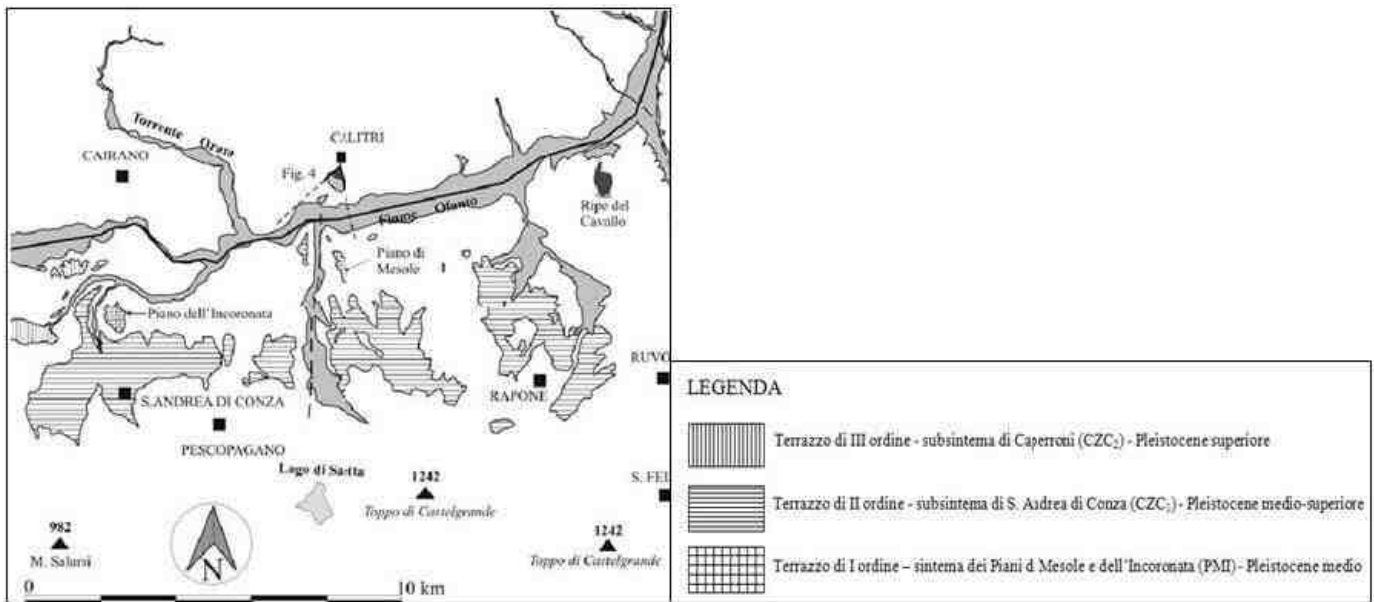 Torrente Orata
CALITRI
CAIRANO
Fig. 4
Fiume Ofanto
Ripe del
Cavallo
Piano di
Mesole
Piano dell'Incoronata
RUVO
S.ANDREA DI CONZA
RAPONE
PESCOPAGANO
Lago di Saetta
1242
Toppo di Castelgrande
S. FEL
982
M. Salursi
N
1242
Toppo di Castelgrande
0
10 km
LEGENDA
Terrazzo di III ordine - subsintema di Caperroni (CZC₂) - Pleistocene superiore
Terrazzo di II ordine - subsintema di S. Andrea di Conza (CZC₁) - Pleistocene medio-superiore
Terrazzo di I ordine – sintema dei Piani d Mesole e dell'Incoronata (PMI) - Pleistocene medio